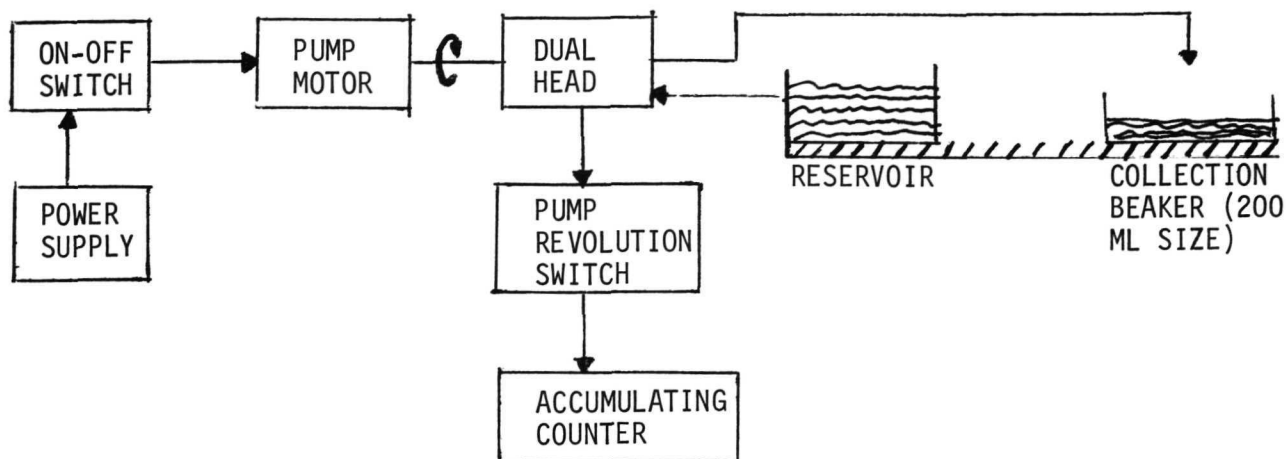 ON-OFF
SWITCH
PUMP
MOTOR
DUAL
HEAD
RESERVOIR
COLLECTION
BEAKER (200
ML SIZE)
POWER
SUPPLY
PUMP
REVOLUTION
SWITCH
ACCUMULATING
COUNTER